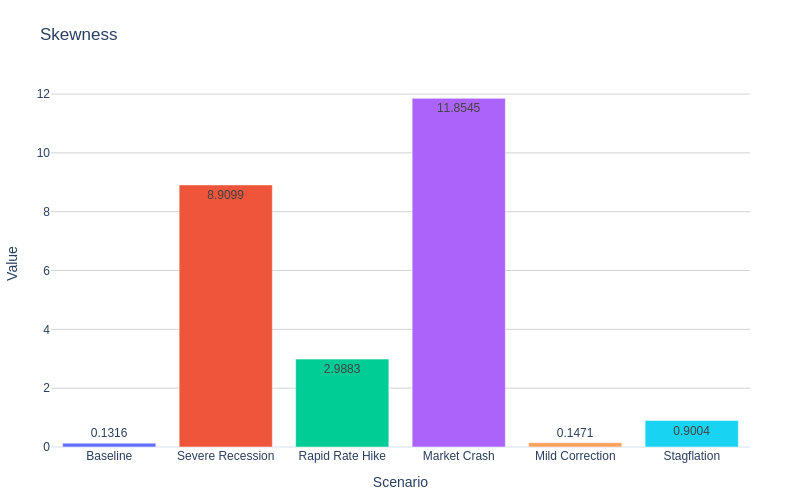 Skewness
Value
12
10
8
6
4
2
0
0.1316
8.9099
2.9883
11.8545
0.1471
0.9004
Baseline
Severe Recession
Rapid Rate Hike
Market Crash
Mild Correction
Stagflation
Scenario